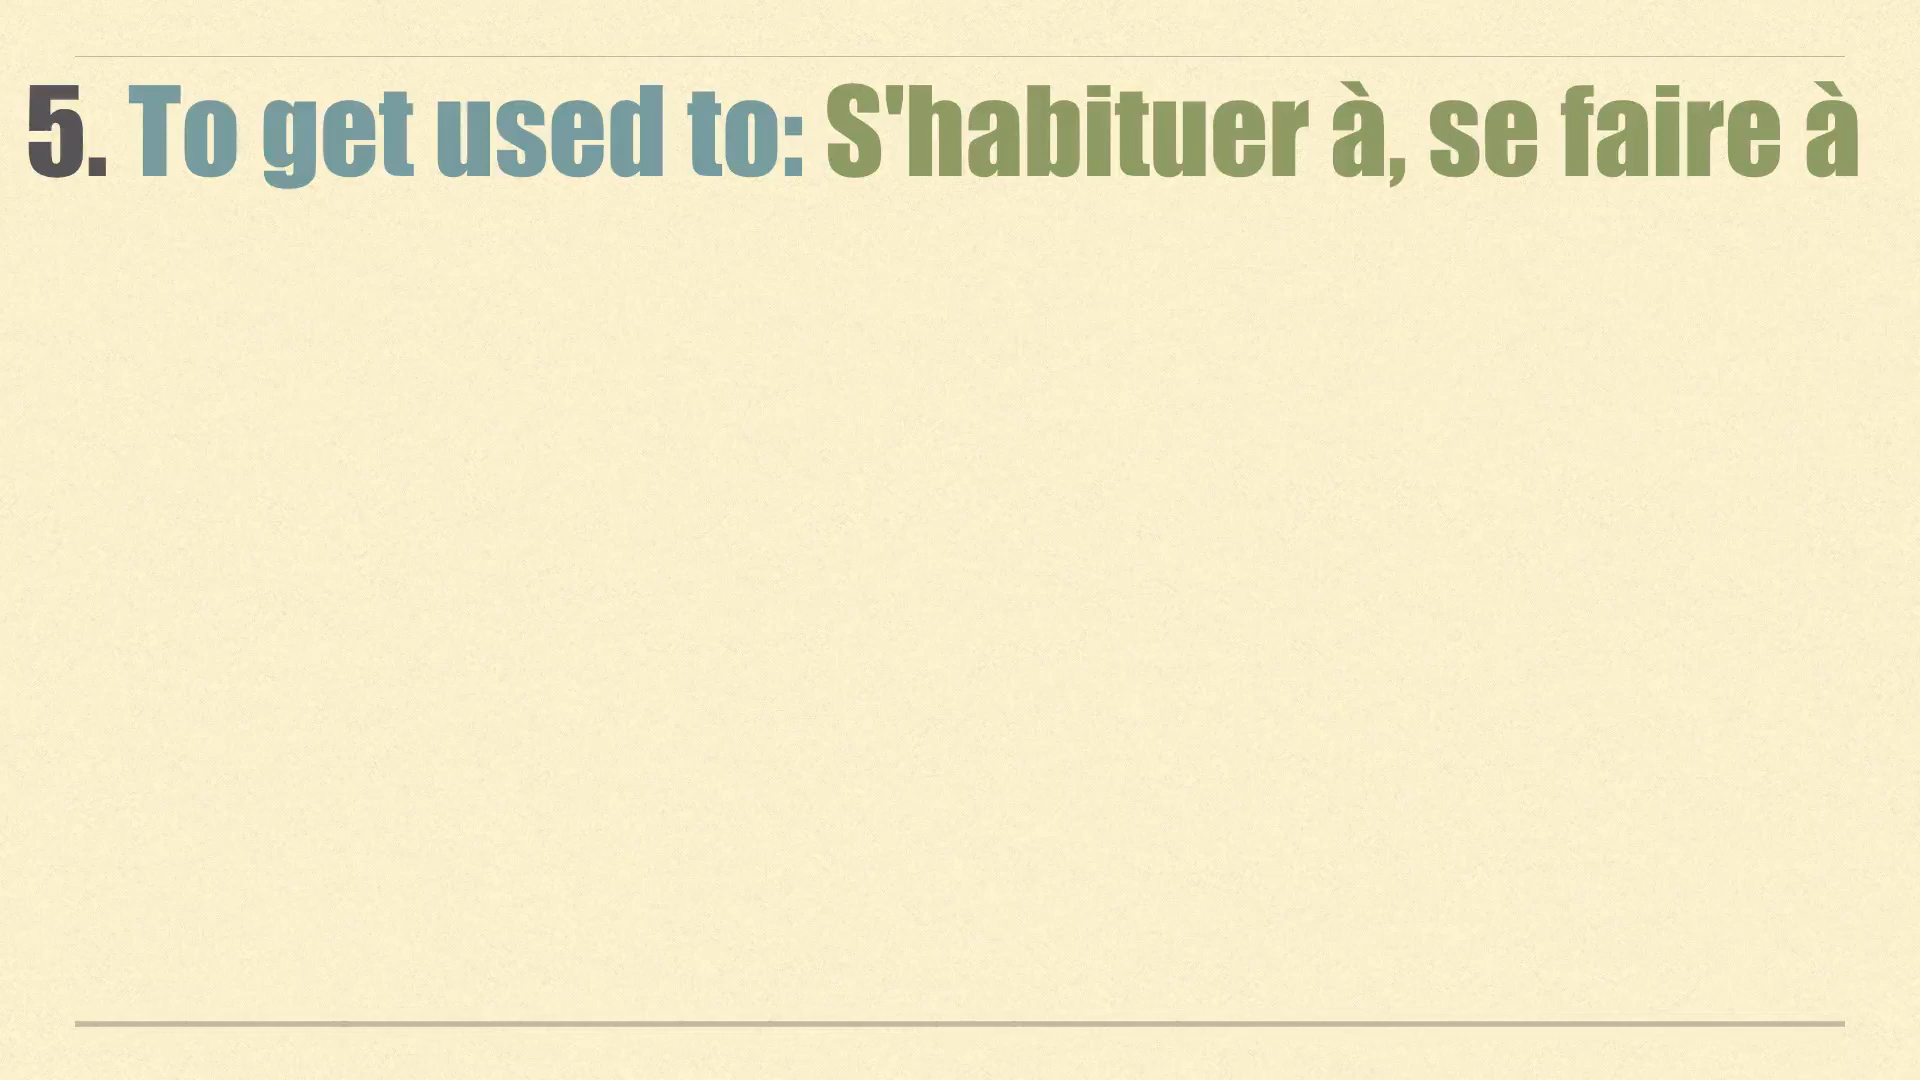 5. To get used to: S'habituer à, se faire à